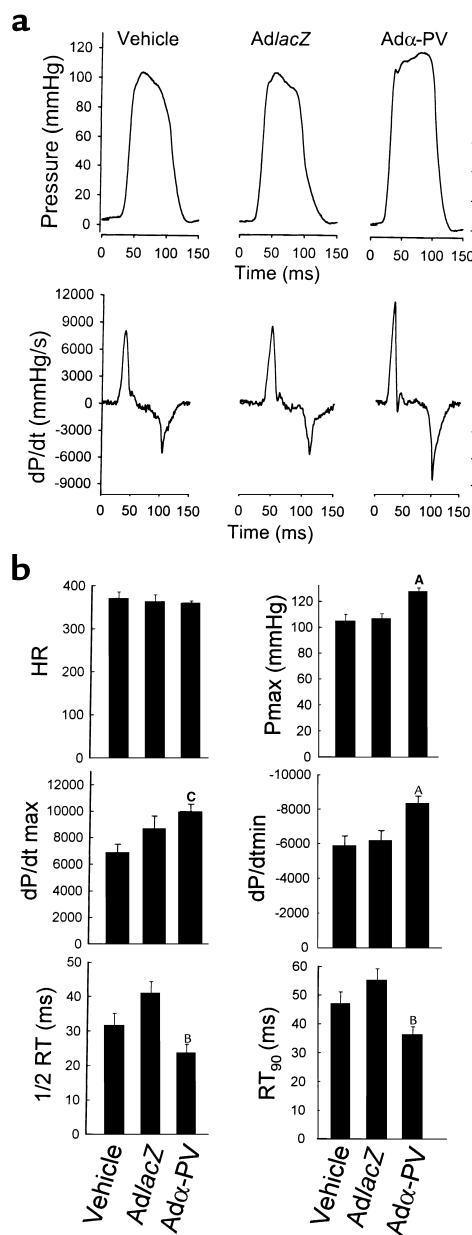 a
Vehicle AdlacZ Adα-PV
Pressure (mmHg)
120
100
80
60
40
20
0
0 50 100 150 0 50 100 150 0 50 100 150
Time (ms)
dP/dt (mmHg/s)
12000
9000
6000
3000
0
-3000
-6000
-9000
0 50 100 150 0 50 100 150 0 50 100 150
Time (ms)
b
HR
400
300
200
100
0
Pmax (mmHg)
120
100
80
60
40
20
0
A
dP/dt max
12000
10000
8000
6000
4000
2000
0
C
dP/dtmin
-10000
-8000
-6000
-4000
-2000
0
A
1/2 RT (ms)
50
40
30
20
10
0
B
RT90 (ms)
60
50
40
30
20
10
0
B
Vehicle AdlacZ Adα-PV
Vehicle AdlacZ Adα-PV